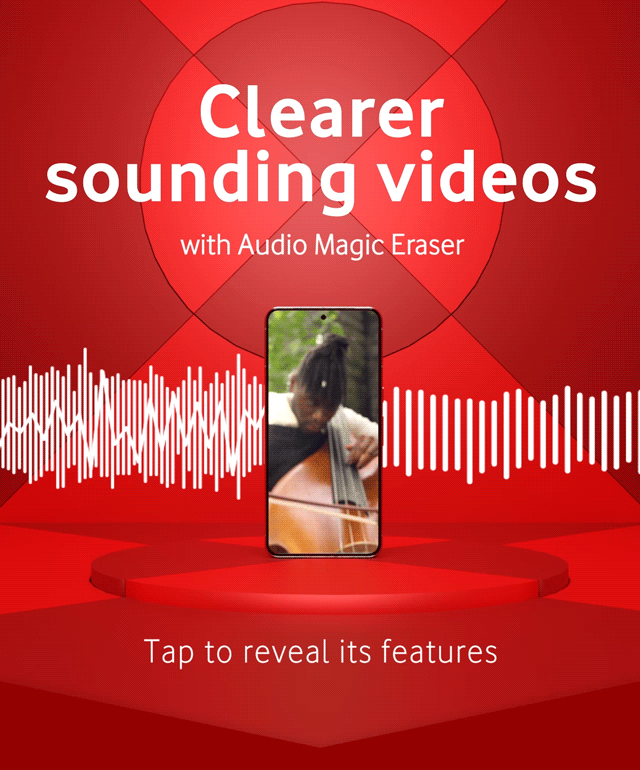 Clearer
sounding videos
with Audio Magic Eraser
Tap to reveal its features